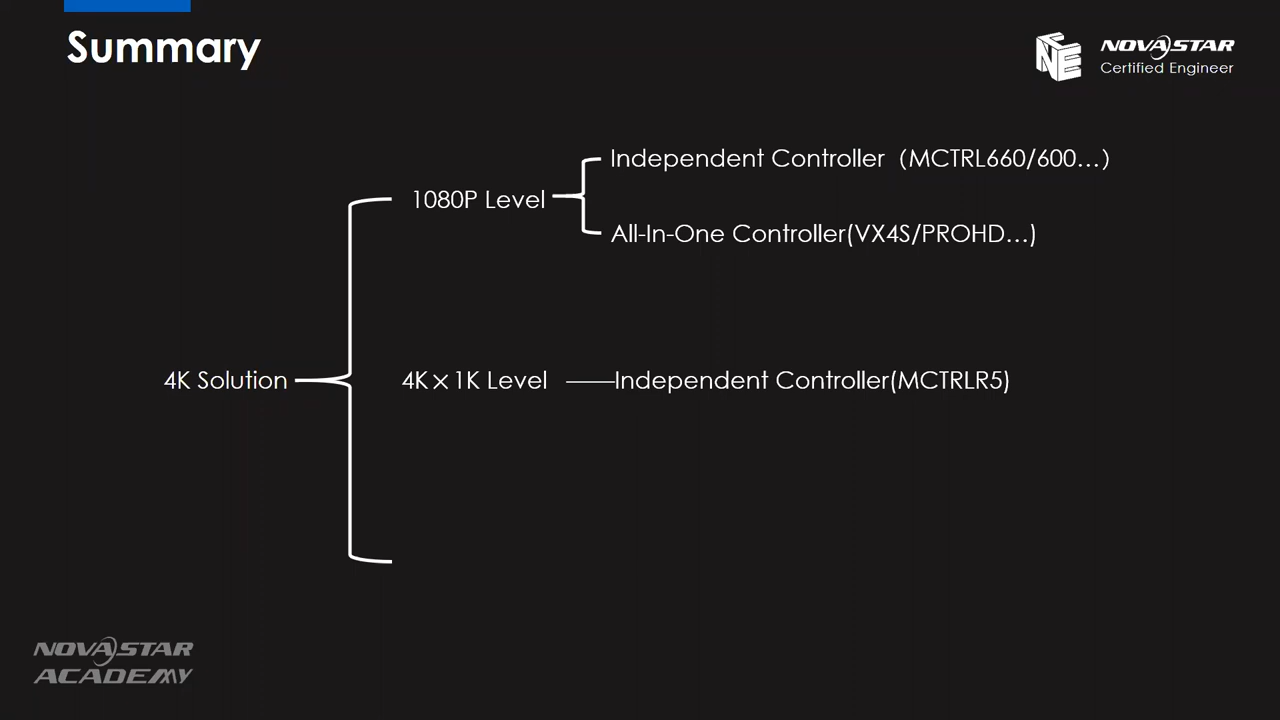 Summary
NOVASTAR
Certified Engineer
Independent Controller（MCTRL660/600...）
1080P Level
All-In-One Controller(VX4S/PROHD...)
4K Solution
4K×1K Level
Independent Controller(MCTRLR5)
NOVASTAR
ACADEMY